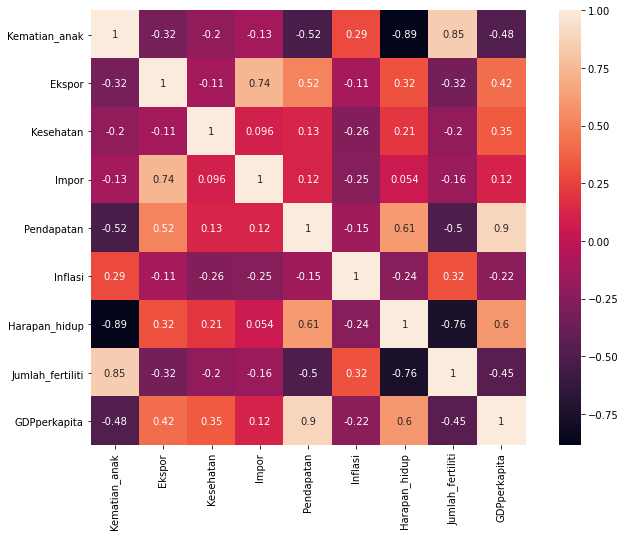 Kematian_anak 1 -0.32 -0.2 -0.13 -0.52 0.29 -0.89 0.85 -0.48
Ekspor -0.32 1 -0.11 0.74 0.52 -0.11 0.32 -0.32 0.42
Kesehatan -0.2 -0.11 1 0.096 0.13 -0.26 0.21 -0.2 0.35
Impor -0.13 0.74 0.096 1 0.12 -0.25 0.054 -0.16 0.12
Pendapatan -0.52 0.52 0.13 0.12 1 -0.15 0.61 -0.5 0.9
Inflasi 0.29 -0.11 -0.26 -0.25 -0.15 1 -0.24 0.32 -0.22
Harapan_hidup -0.89 0.32 0.21 0.054 0.61 -0.24 1 -0.76 0.6
Jumlah_fertiliti 0.85 -0.32 -0.2 -0.16 -0.5 0.32 -0.76 1 -0.45
GDPperkapita -0.48 0.42 0.35 0.12 0.9 -0.22 0.6 -0.45 1
Kematian_anak
Ekspor
Kesehatan
Impor
Pendapatan
Inflasi
Harapan_hidup
Jumlah_fertiliti
GDPperkapita
1.00
0.75
0.50
0.25
0.00
−0.25
−0.50
−0.75